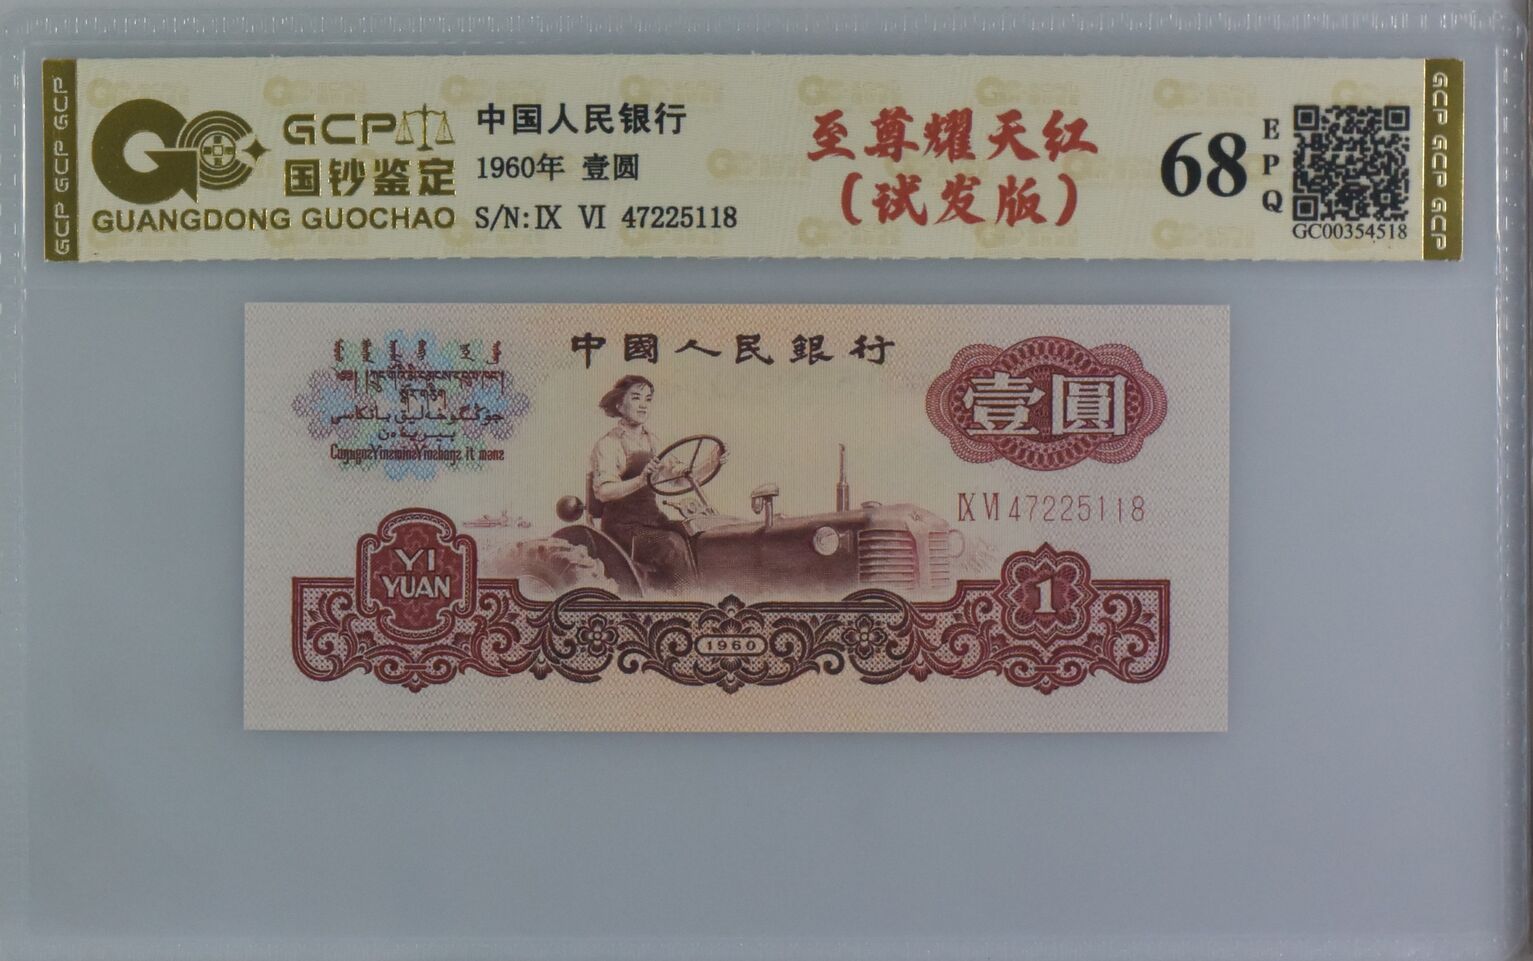 GCP
国钞鉴定
GUANGDONG GUOCHAO
中国人民银行
1960年 壹圆
S/N: IX VI 47225118
至尊耀天红
(试发版)
68
EPQ
GC00354518
GCP GCP GCP
GCP GCP GCP
中國人民銀行
壹圓
IX VI 47225118
YI
YUAN
1960
1